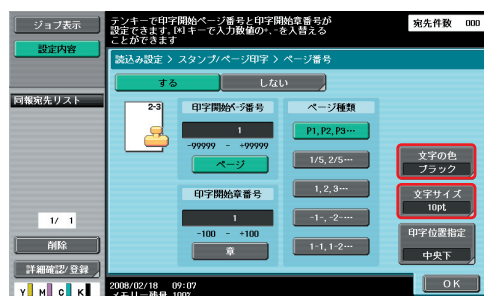 ジョブ表示
設定内容
テンキーで印字開始ページ番号と印字開始章番号が
設定できます。[*]キーで入力数値の+、-を入替える
ことができます
宛先件数 000
読込み設定 > スタンプ/ページ印字 > ページ番号
する
しない
同報宛先リスト
2-3
印字開始ページ番号
1
-99999 - +99999
ページ
印字開始章番号
1
-100 - +100
章
ページ種類
P1,P2,P3…
1/5,2/5…
1,2,3…
-1-,-2-…
1-1,1-2…
文字の色
ブラック
文字サイズ
10pt
印字位置指定
中央下
1/ 1
削除
詳細確認/登録
Y M C K
2008/02/18 09:07
メモリー残量 100%
OK